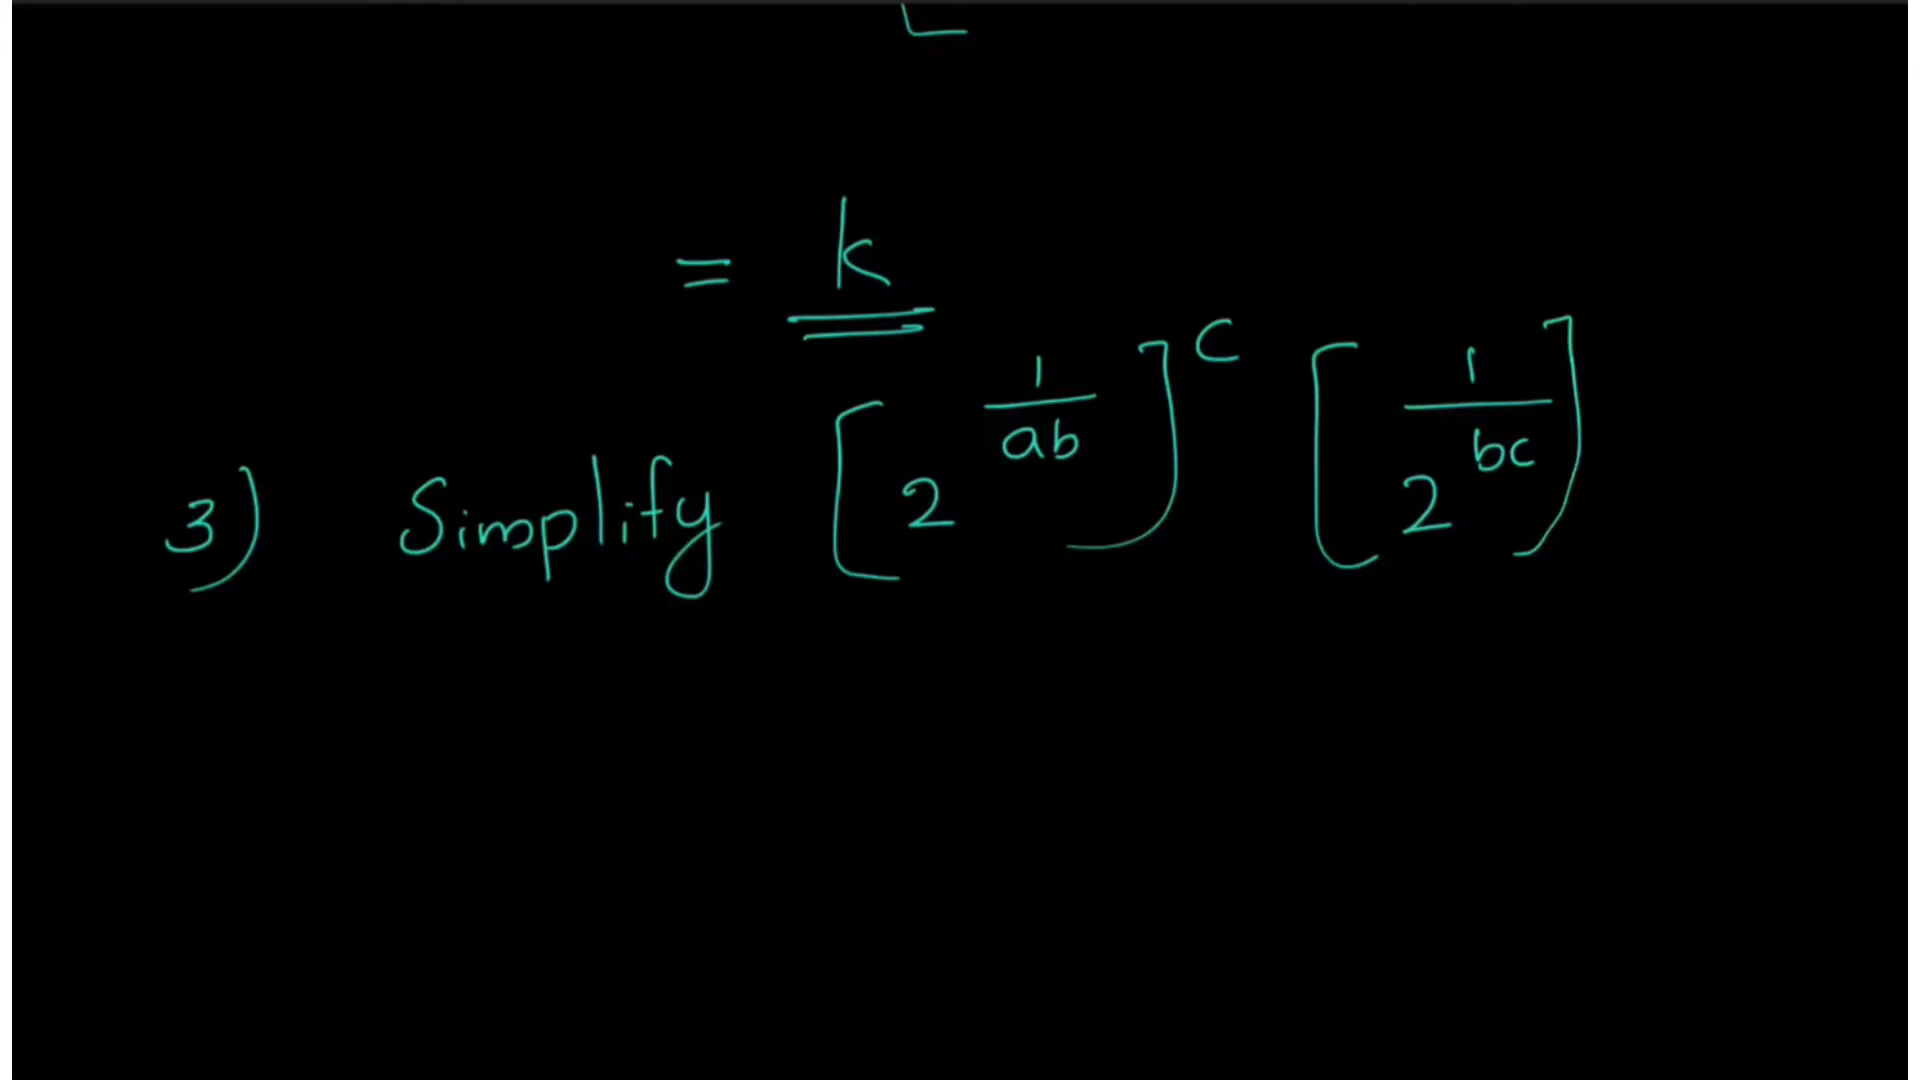 = k
3) Simplify [2^(1/ab)]^c [2^(1/bc)]